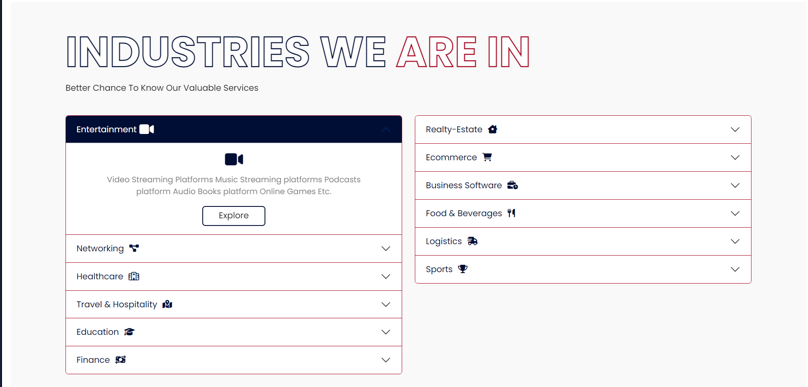 INDUSTRIES WE ARE IN
Better Chance To Know Our Valuable Services
Entertainment
Video Streaming Platforms Music Streaming platforms Podcasts
platform Audio Books platform Online Games Etc.
Explore
Networking
Healthcare
Travel & Hospitality
Education
Finance
Realty-Estate
Ecommerce
Business Software
Food & Beverages
Logistics
Sports